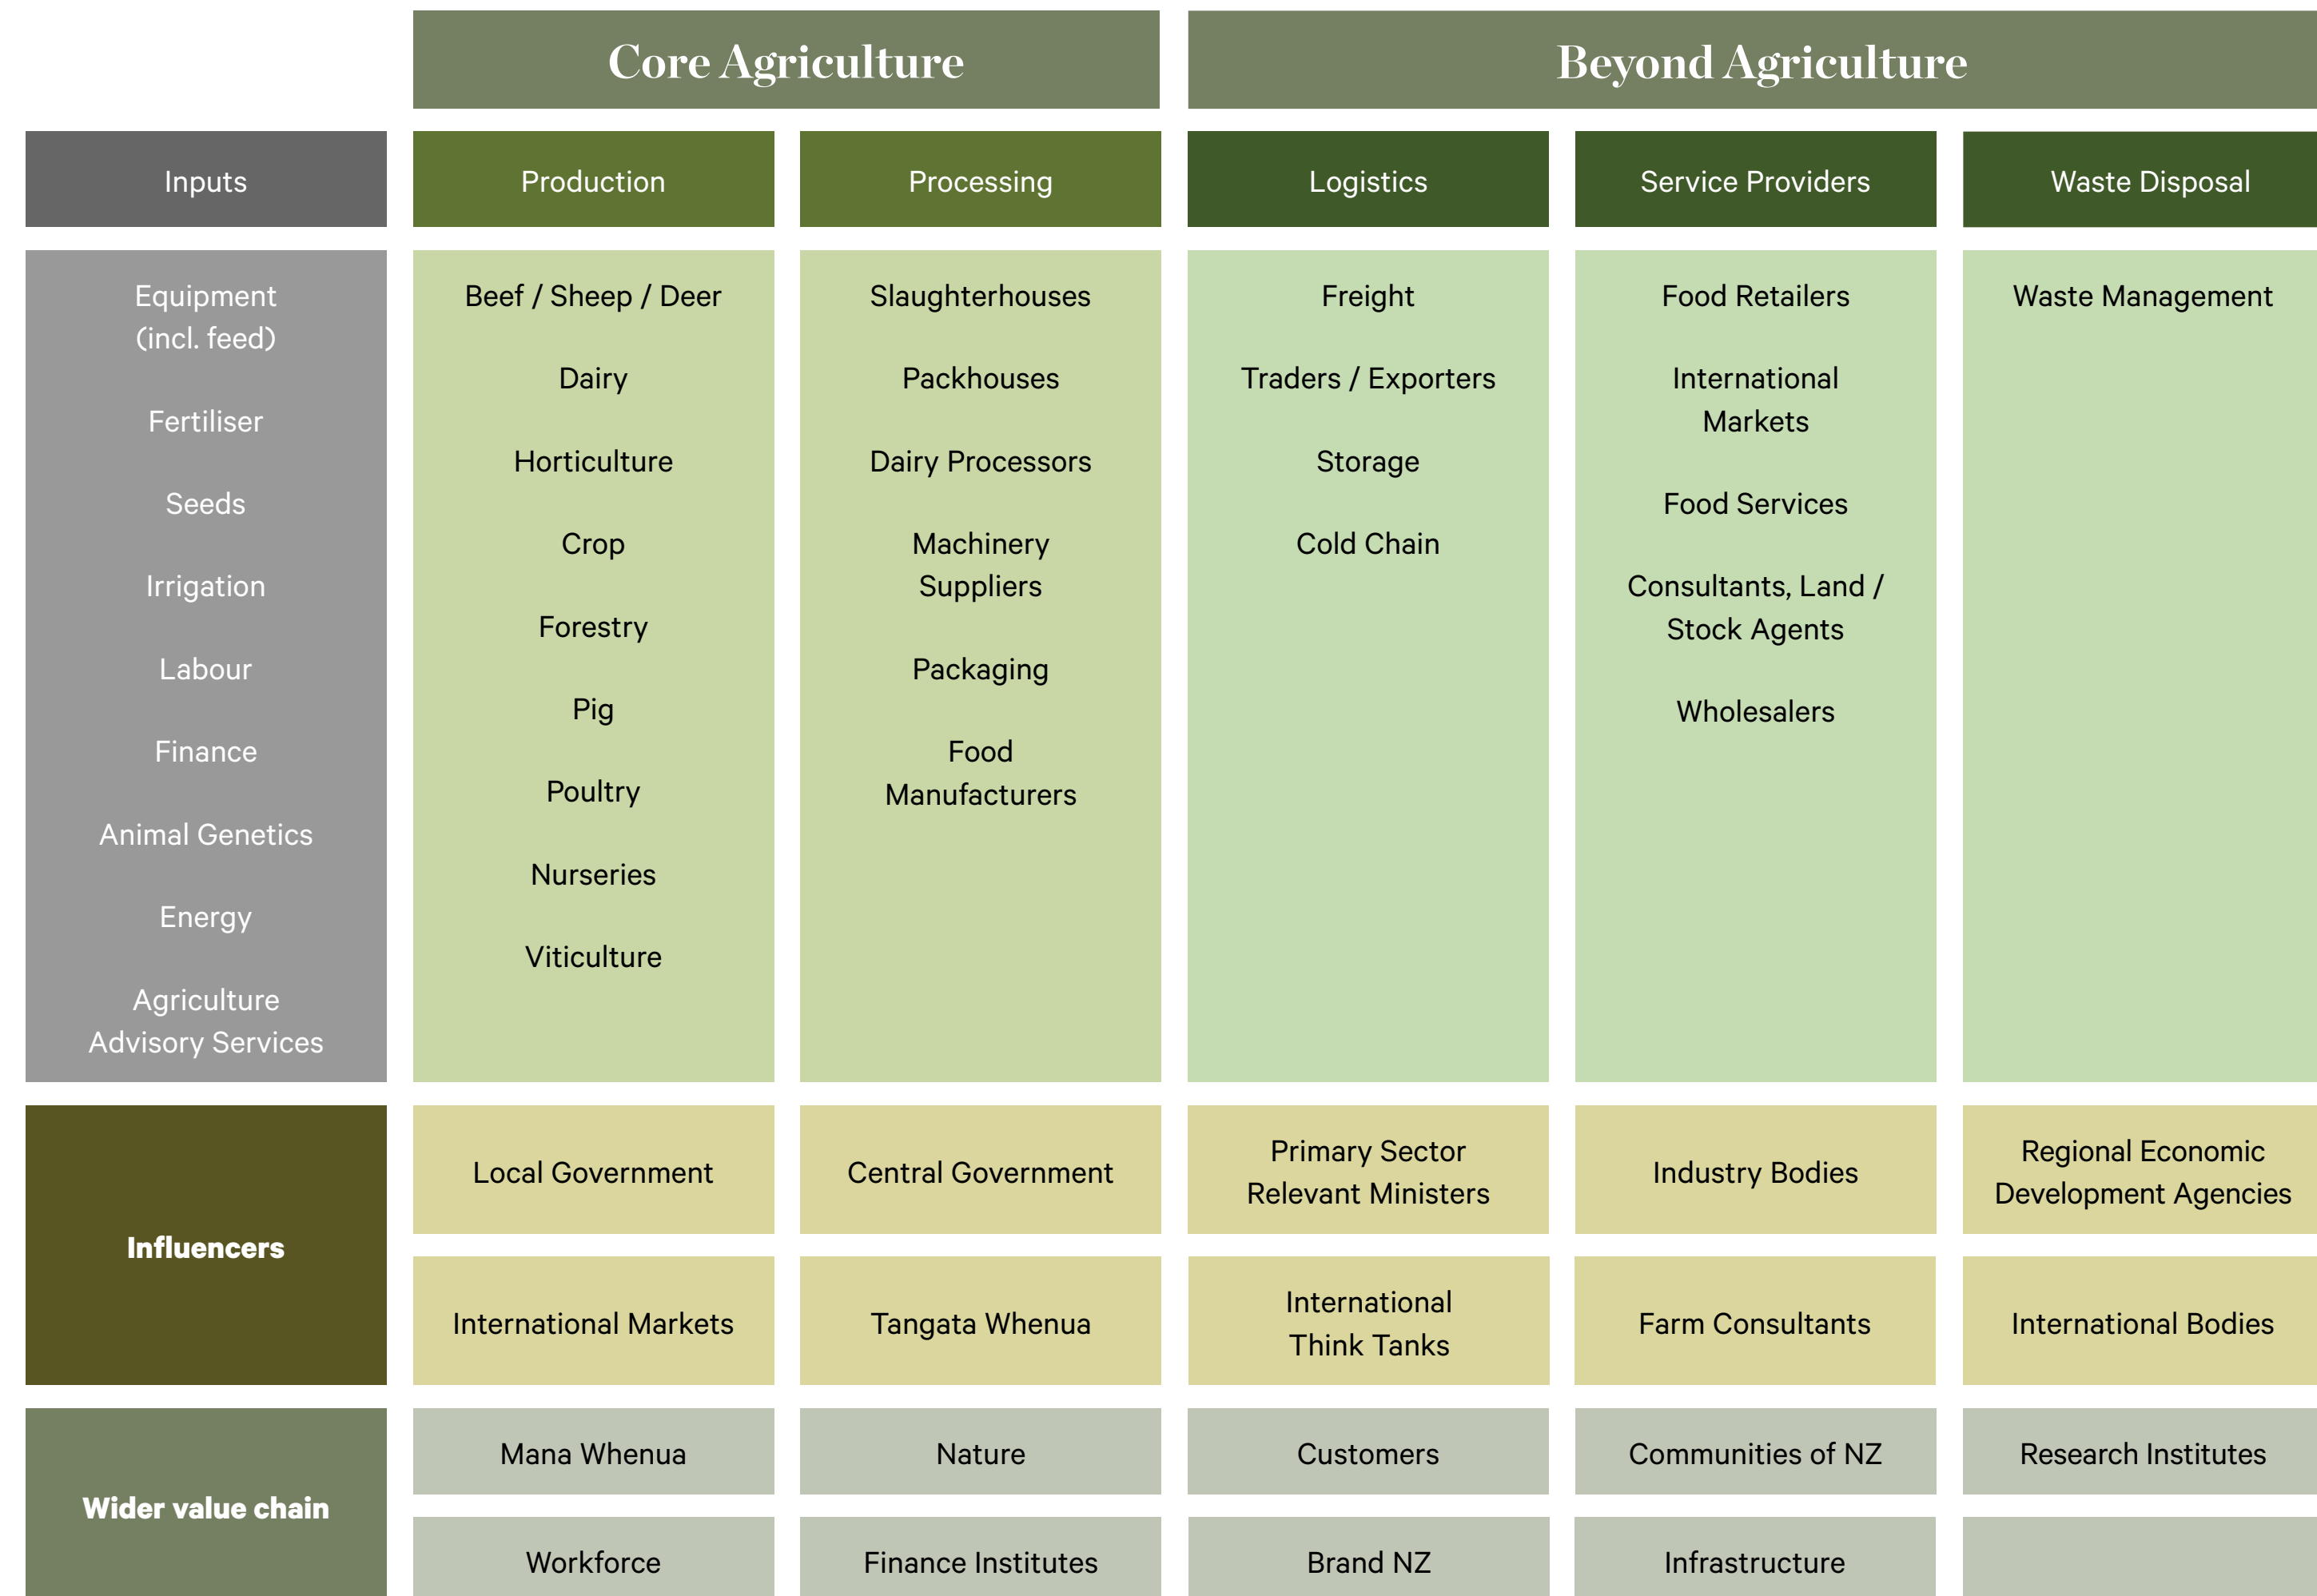 Core Agriculture
Beyond Agriculture
Inputs
Production
Processing
Logistics
Service Providers
Waste Disposal
Equipment
(incl. feed)
Fertiliser
Seeds
Irrigation
Labour
Finance
Animal Genetics
Energy
Agriculture
Advisory Services
Beef / Sheep / Deer
Dairy
Horticulture
Crop
Forestry
Pig
Poultry
Nurseries
Viticulture
Slaughterhouses
Packhouses
Dairy Processors
Machinery
Suppliers
Packaging
Food
Manufacturers
Freight
Traders / Exporters
Storage
Cold Chain
Food Retailers
International
Markets
Food Services
Consultants, Land /
Stock Agents
Wholesalers
Waste Management
Influencers
Local Government
Central Government
Primary Sector
Relevant Ministers
Industry Bodies
Regional Economic
Development Agencies
International Markets
Tangata Whenua
International
Think Tanks
Farm Consultants
International Bodies
Wider value chain
Mana Whenua
Nature
Customers
Communities of NZ
Research Institutes
Workforce
Finance Institutes
Brand NZ
Infrastructure